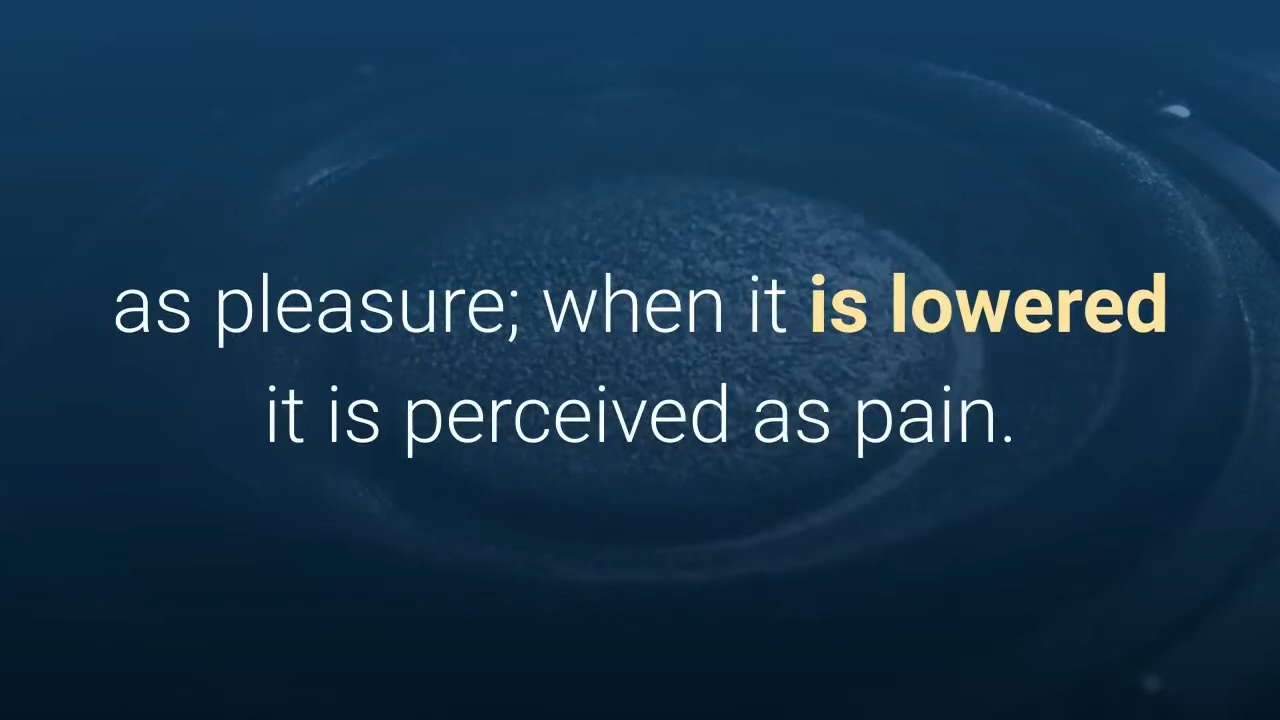 as pleasure; when it is lowered
it is perceived as pain.